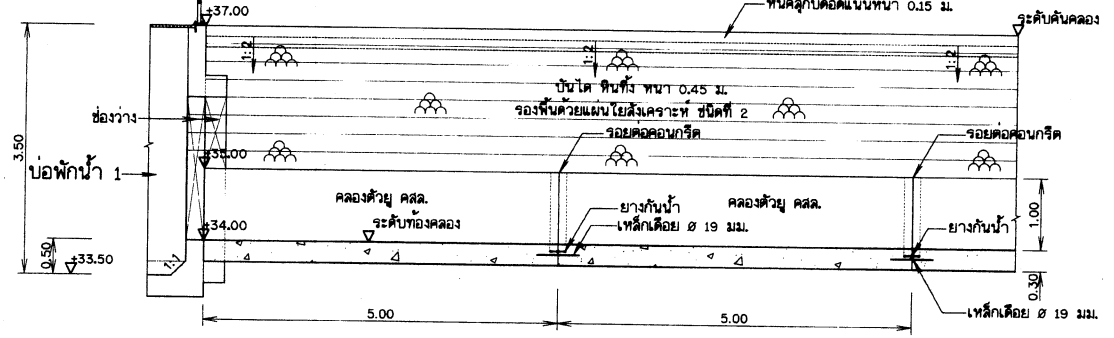 หินคลุกบดอัดแน่นหนา 0.15 ม.
+37.00
ระดับคันคลอง
1:2
1:2
1:2
บันได หินทิ้ง หนา 0.45 ม.
รองพื้นด้วยแผ่นใยสังเคราะห์ ชนิดที่ 2
ช่องว่าง
รอยต่อคอนกรีต
รอยต่อคอนกรีต
3.50
+35.00
บ่อพักน้ำ 1
คลองตัวยู คสล.
คลองตัวยู คสล.
ยางกันน้ำ
1.00
+34.00
ระดับท้องคลอง
เหล็กเดือย ø 19 มม.
ยางกันน้ำ
0.50
+33.50
1:1
0.30
5.00
5.00
เหล็กเดือย ø 19 มม.